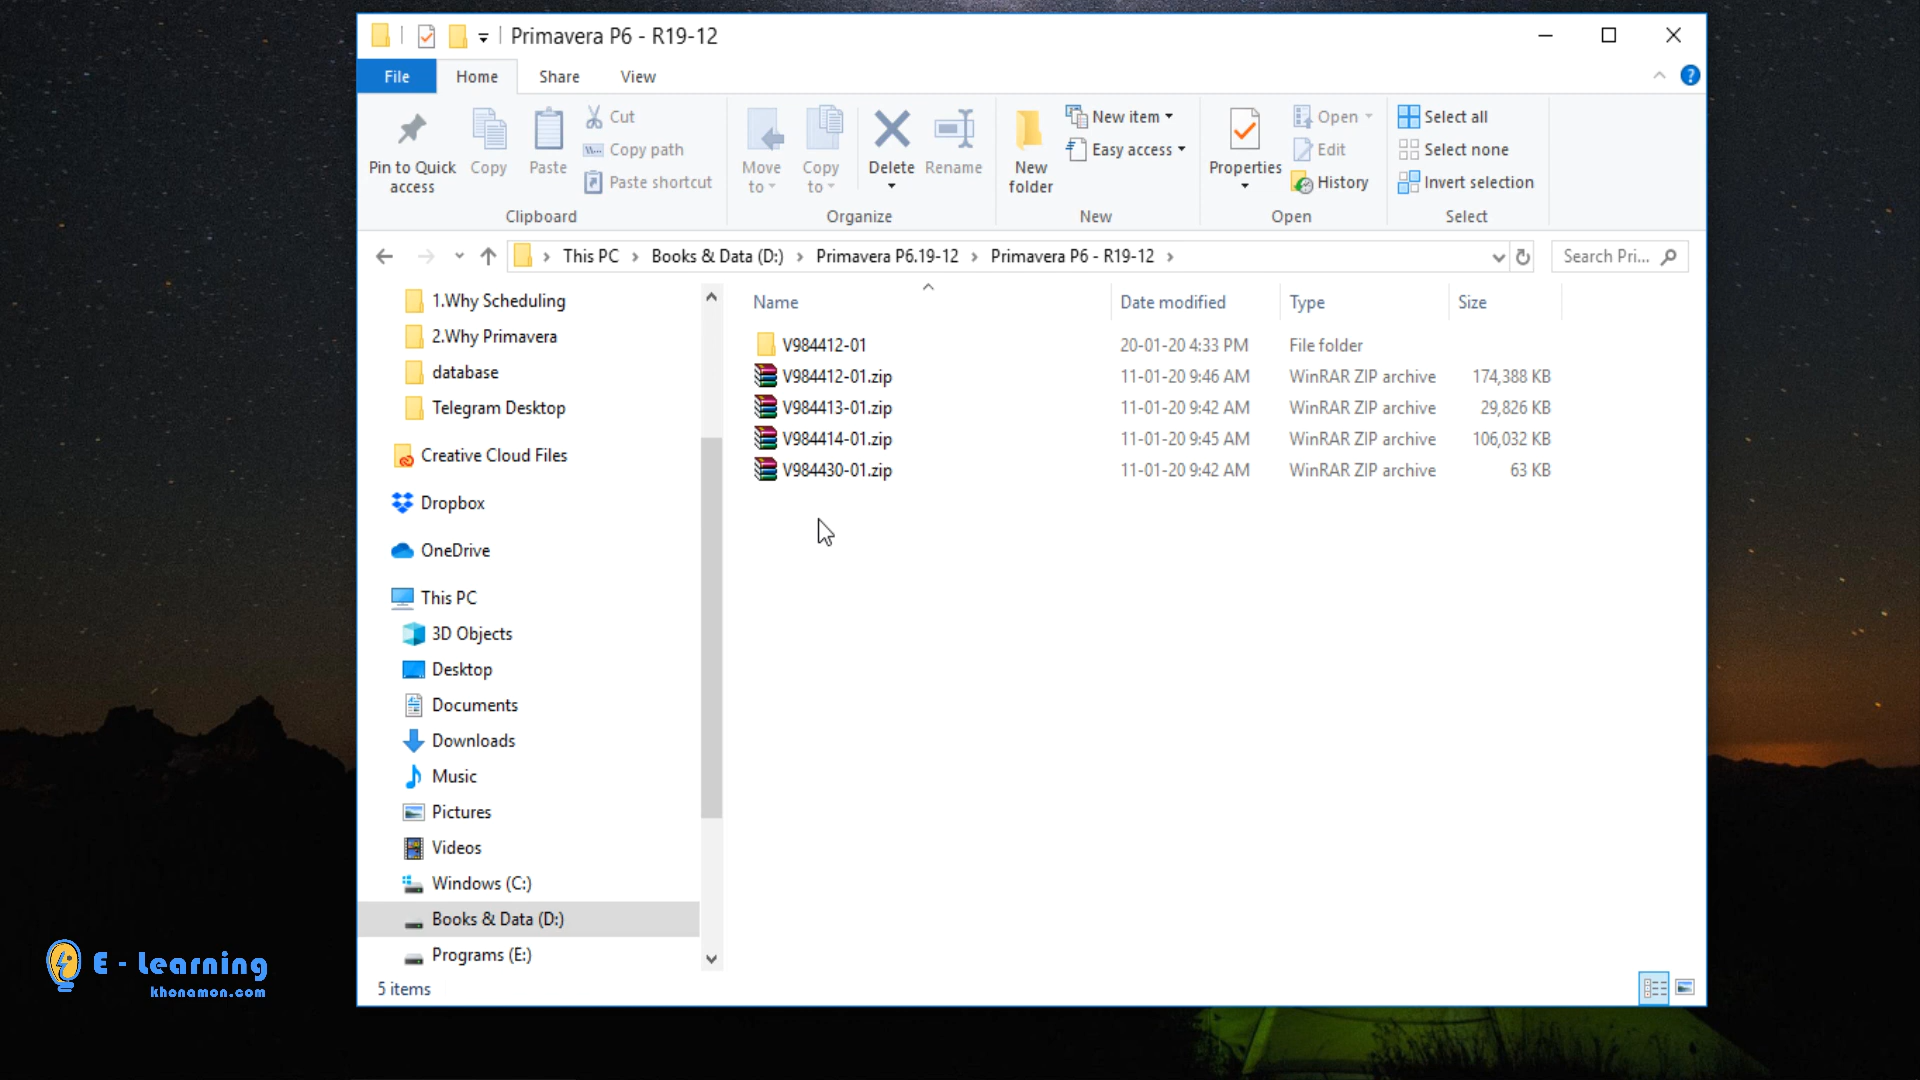 Primavera P6 - R19-12
File Home Share View
Pin to Quick access
Copy
Paste
Cut
Copy path
Paste shortcut
Clipboard
Move to
Copy to
Delete
Rename
Organize
New folder
New item
Easy access
New
Properties
Open
Edit
History
Open
Select all
Select none
Invert selection
Select
This PC > Books & Data (D:) > Primavera P6.19-12 > Primavera P6 - R19-12 >
Search Pri...
1.Why Scheduling
2.Why Primavera
database
Telegram Desktop
Creative Cloud Files
Dropbox
OneDrive
This PC
3D Objects
Desktop
Documents
Downloads
Music
Pictures
Videos
Windows (C:)
Books & Data (D:)
Programs (E:)
Name Date modified Type Size
V984412-01 20-01-20 4:33 PM File folder
V984412-01.zip 11-01-20 9:46 AM WinRAR ZIP archive 174,388 KB
V984413-01.zip 11-01-20 9:42 AM WinRAR ZIP archive 29,826 KB
V984414-01.zip 11-01-20 9:45 AM WinRAR ZIP archive 106,032 KB
V984430-01.zip 11-01-20 9:42 AM WinRAR ZIP archive 63 KB
5 items
E - Learning
khonamon.com